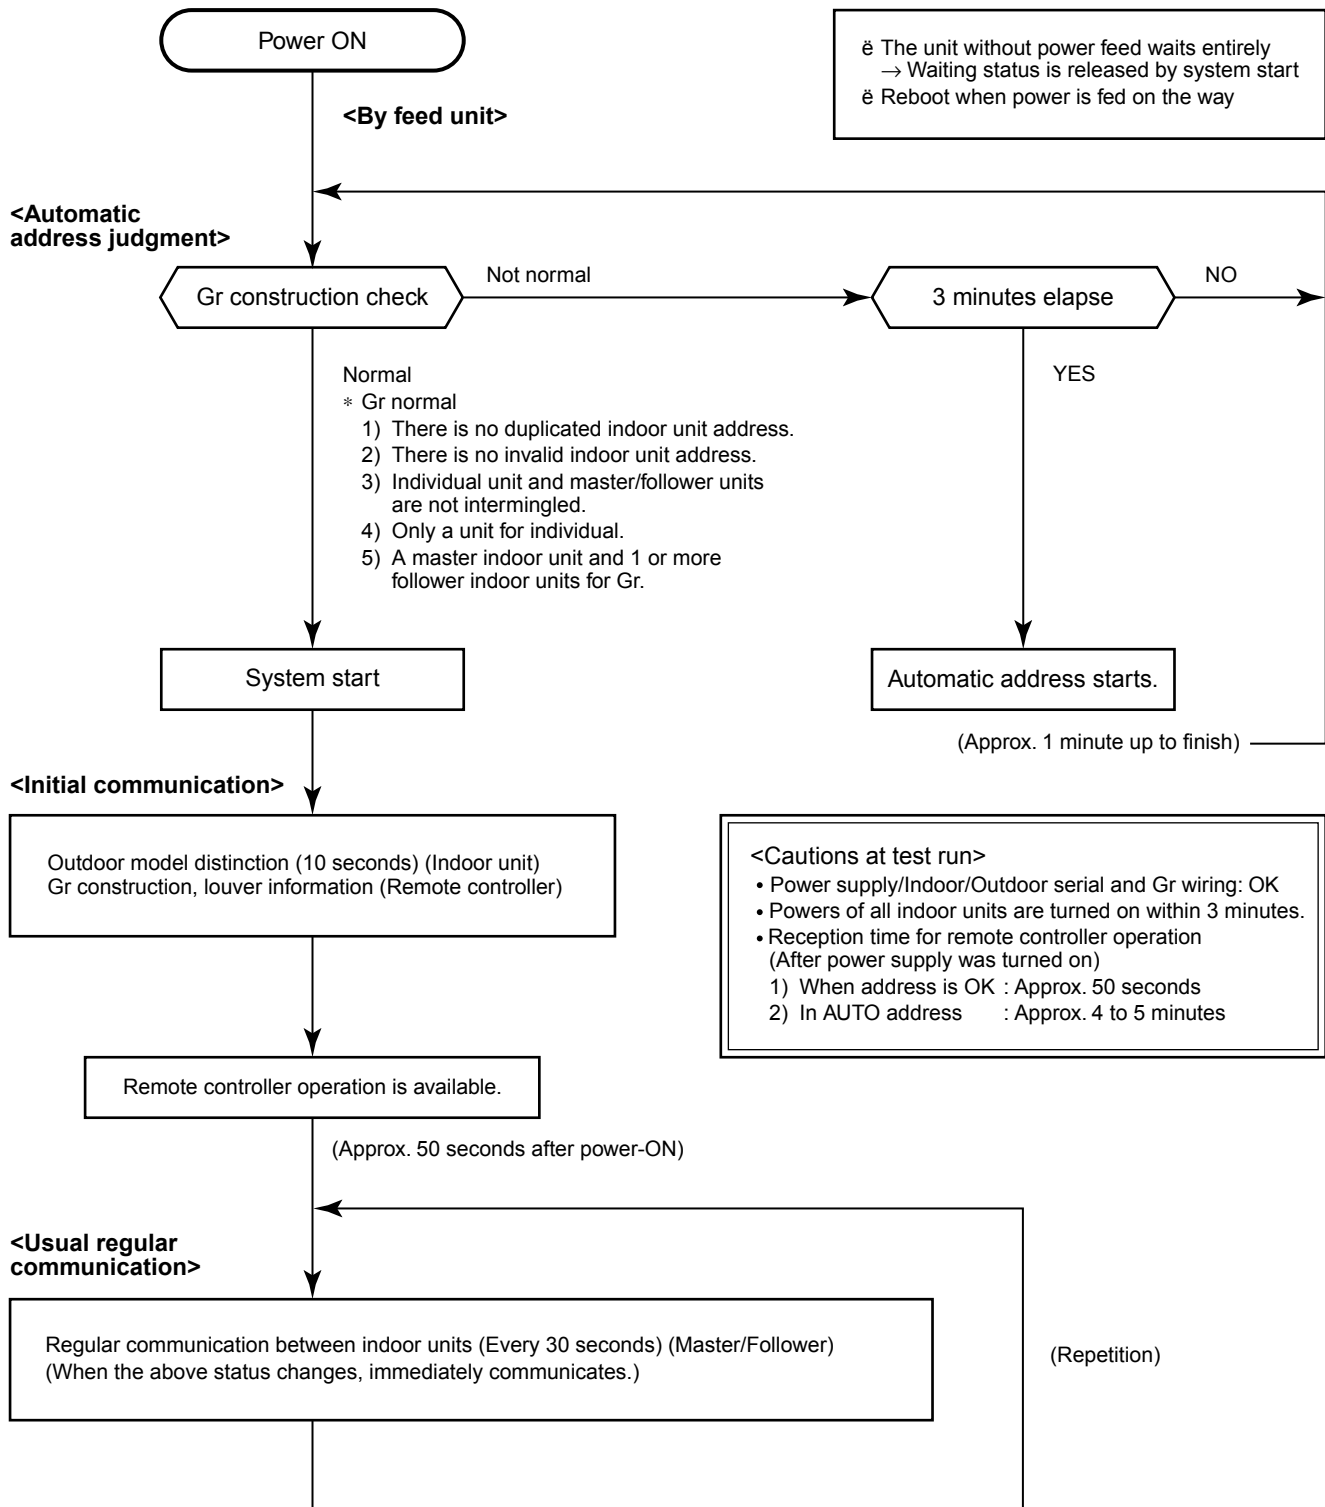 Power ON
ë The unit without power feed waits entirely
→ Waiting status is released by system start
ë Reboot when power is fed on the way
<By feed unit>
<Automatic
address judgment>
Gr construction check
Not normal
3 minutes elapse
NO
Normal
* Gr normal
1) There is no duplicated indoor unit address.
2) There is no invalid indoor unit address.
3) Individual unit and master/follower units
are not intermingled.
4) Only a unit for individual.
5) A master indoor unit and 1 or more
follower indoor units for Gr.
YES
System start
Automatic address starts.
(Approx. 1 minute up to finish)
<Initial communication>
Outdoor model distinction (10 seconds) (Indoor unit)
Gr construction, louver information (Remote controller)
<Cautions at test run>
• Power supply/Indoor/Outdoor serial and Gr wiring: OK
• Powers of all indoor units are turned on within 3 minutes.
• Reception time for remote controller operation
(After power supply was turned on)
1) When address is OK : Approx. 50 seconds
2) In AUTO address : Approx. 4 to 5 minutes
Remote controller operation is available.
(Approx. 50 seconds after power-ON)
<Usual regular
communication>
Regular communication between indoor units (Every 30 seconds) (Master/Follower)
(When the above status changes, immediately communicates.)
(Repetition)